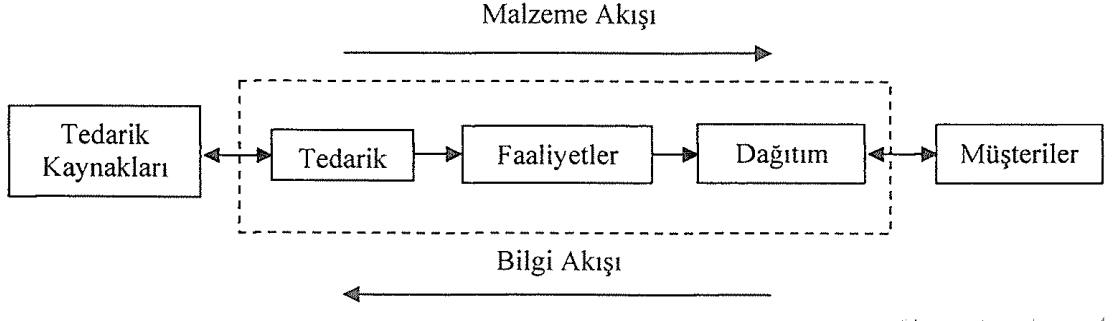 Malzeme Akışı
Tedarik
Kaynakları
Tedarik
Faaliyetler
Dağıtım
Müşteriler
Bilgi Akışı